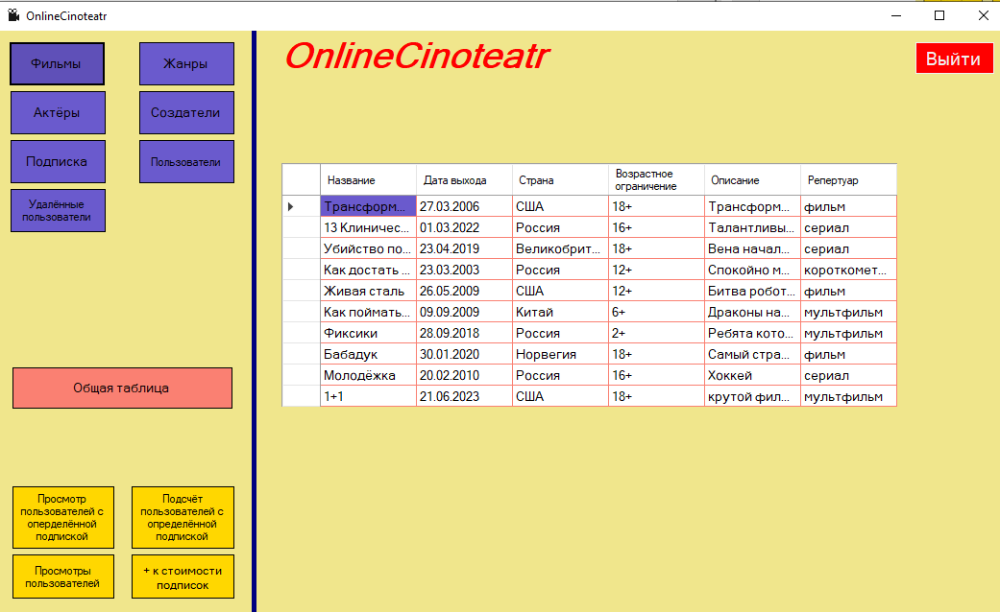 OnlineCinoteatr
OnlineCinoteatr
Выйти
Фильмы
Жанры
Актёры
Создатели
Подписка
Пользователи
Удалённые
пользователи
Общая таблица
Просмотр
пользователей с
оперделённой
подпиской
Подсчёт
пользователей с
определённой
подпиской
Просмотры
пользователей
+ к стоимости
подписок
Название Дата выхода Страна Возрастное ограничение Описание Репертуар
Трансформ... 27.03.2006 США 18+ Трансформ... фильм
13 Клиничес... 01.03.2022 Россия 16+ Талантливы... сериал
Убийство по... 23.04.2019 Великобрит... 18+ Вена начал... сериал
Как достать ... 23.03.2003 Россия 12+ Спокойно м... короткомет...
Живая сталь 26.05.2009 США 12+ Битва робот... фильм
Как поймать... 09.09.2009 Китай 6+ Драконы на... мультфильм
Фиксики 28.09.2018 Россия 2+ Ребята кото... мультфильм
Бабадук 30.01.2020 Норвегия 18+ Самый стра... фильм
Молодёжка 20.02.2010 Россия 16+ Хоккей сериал
1+1 21.06.2023 США 18+ крутой фил... мультфильм